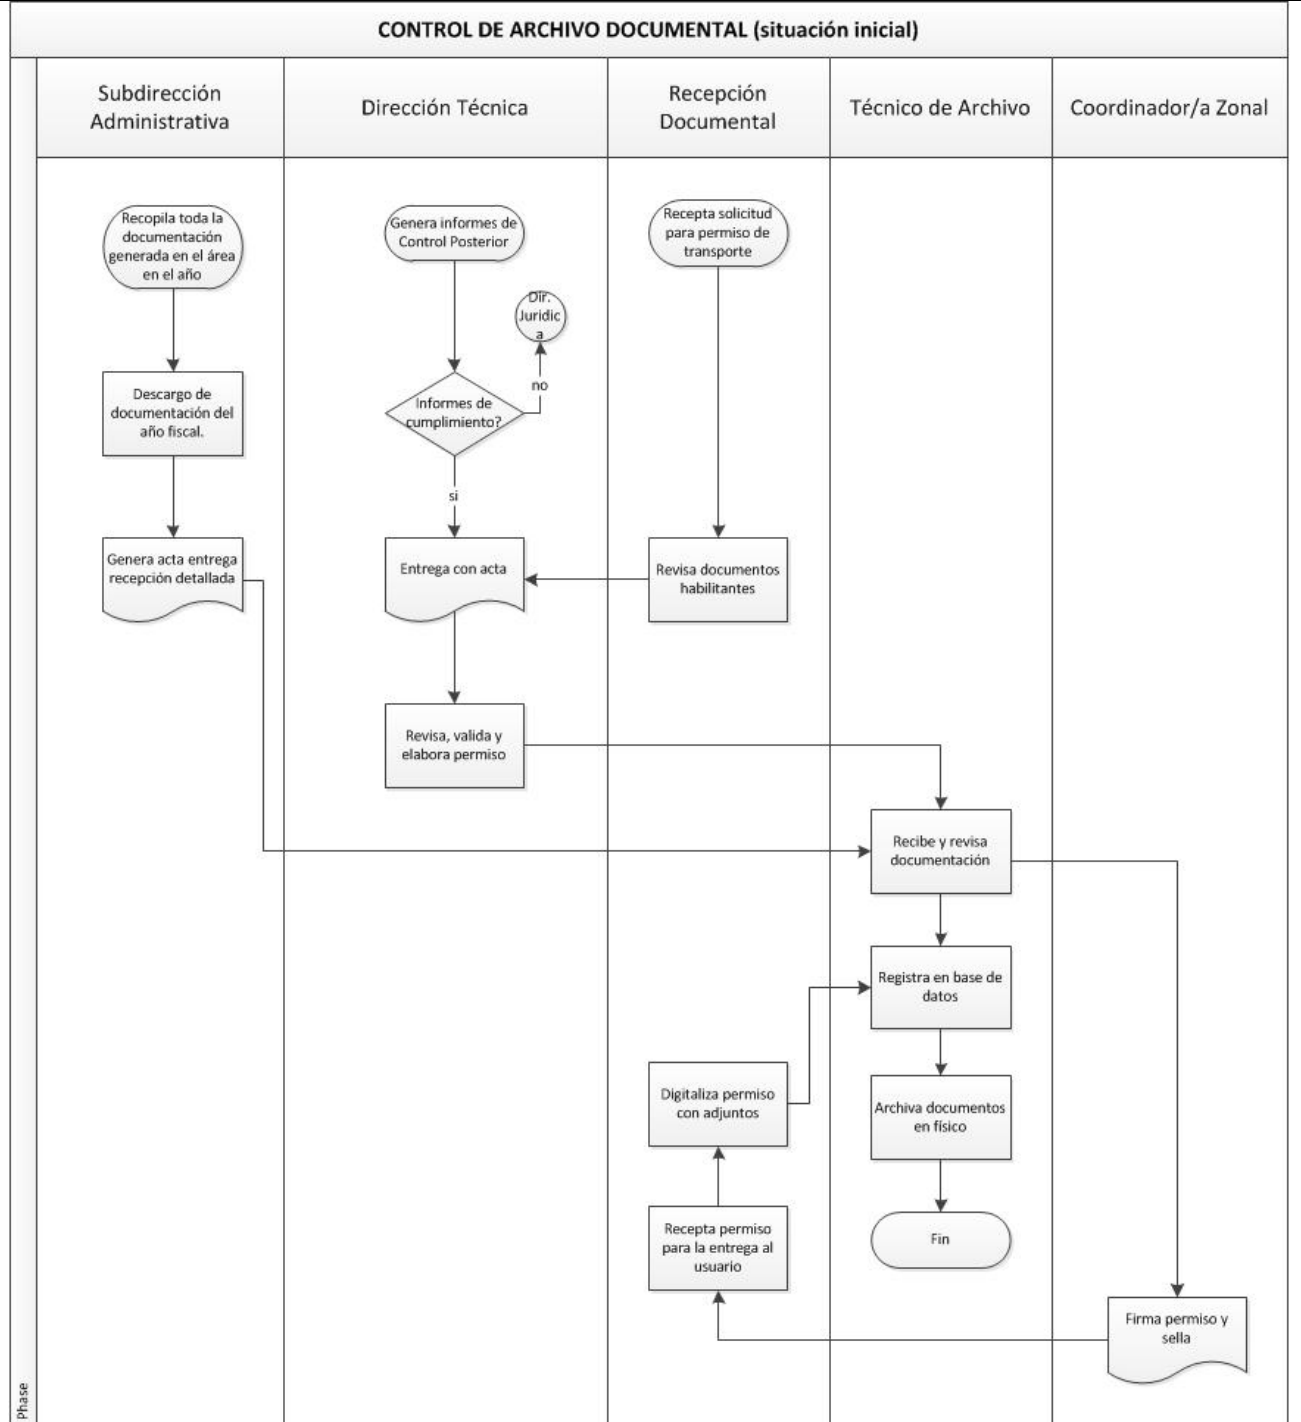 CONTROL DE ARCHIVO DOCUMENTAL (situación inicial)
Subdirección
Administrativa
Dirección Técnica
Recepción
Documental
Técnico de Archivo
Coordinador/a Zonal
Recopila toda la
documentación
generada en el área
en el año
Genera informes de
Control Posterior
Recepta solicitud
para permiso de
transporte
Dir.
Juridic
a
no
Descargo de
documentación del
año fiscal.
Informes de
cumplimiento?
si
Genera acta entrega
recepción detallada
Entrega con acta
Revisa documentos
habilitantes
Revisa, valida y
elabora permiso
Recibe y revisa
documentación
Registra en base de
datos
Digitaliza permiso
con adjuntos
Archiva documentos
en físico
Recepta permiso
para la entrega al
usuario
Fin
Firma permiso y
sella
Phase